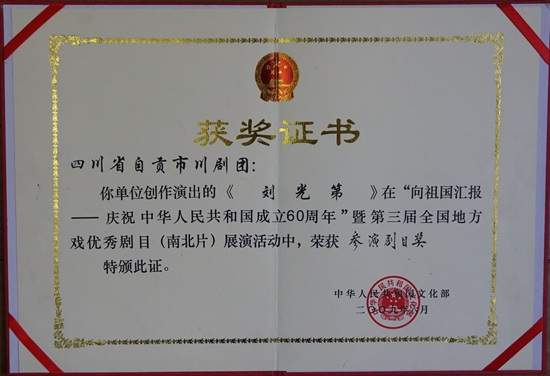 获奖证书
四川省自贡市川剧团：
你单位创作演出的《 刘光第 》在“向祖国汇报
——庆祝中华人民共和国成立60周年”暨第三届全国地方
戏优秀剧目（南北片）展演活动中，荣获 参演剧目奖
特颁此证。
中华人民共和国文化部
二〇〇九年 月